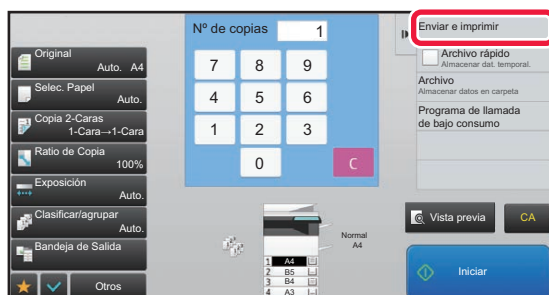 Original
Auto. A4
Selec. Papel
Auto.
Copia 2-Caras
1-Cara→1-Cara
Ratio de Copia
100%
Exposición
Auto.
Clasificar/agrupar
Auto.
Bandeja de Salida
Otros
Nº de copias 1
7 8 9
4 5 6
1 2 3
0 C
Normal
A4
1 A4
2 B5
3 B4
4 A3
Enviar e imprimir
Archivo rápido
Almacenar dat. temporal.
Archivo
Almacenar datos en carpeta
Programa de llamada
de bajo consumo
Vista previa CA
Iniciar